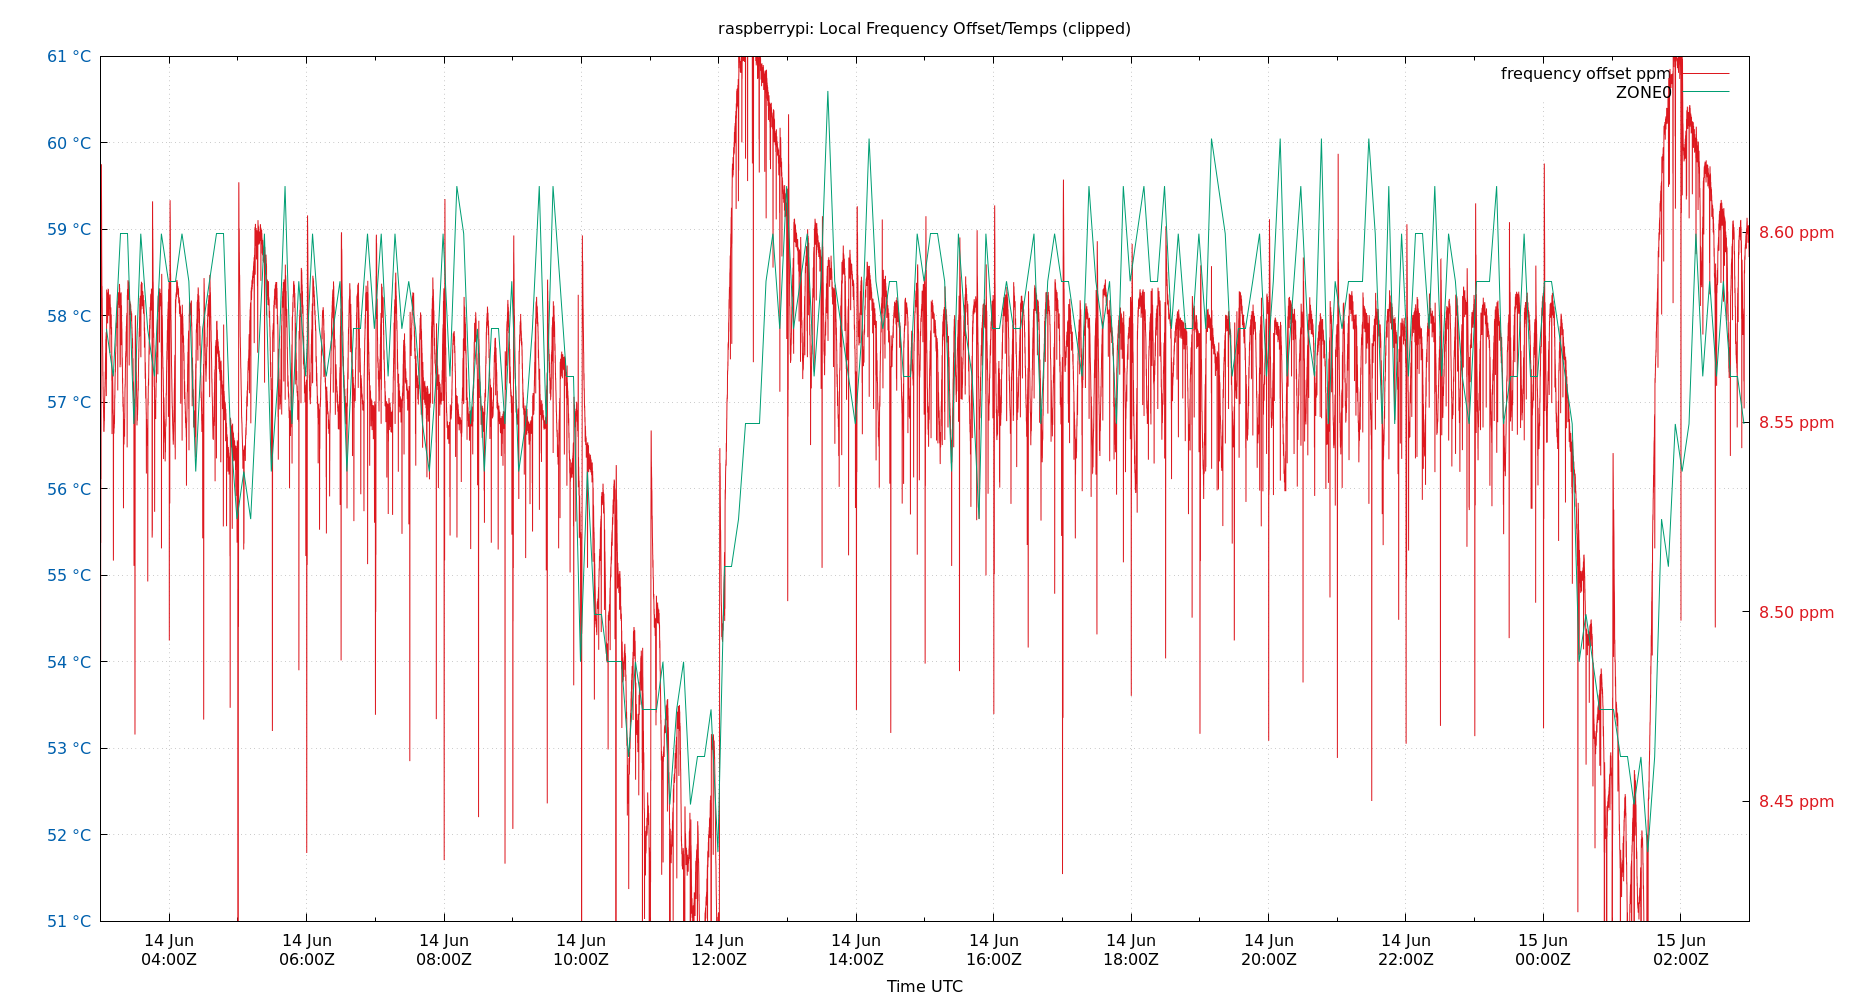 raspberrypi: Local Frequency Offset/Temps (clipped)
frequency offset ppm
ZONE0
61 °C
60 °C
59 °C
58 °C
57 °C
56 °C
55 °C
54 °C
53 °C
52 °C
51 °C
8.60 ppm
8.55 ppm
8.50 ppm
8.45 ppm
14 Jun 14 Jun 14 Jun 14 Jun 14 Jun 14 Jun 14 Jun 14 Jun 14 Jun 14 Jun 15 Jun 15 Jun
04:00Z 06:00Z 08:00Z 10:00Z 12:00Z 14:00Z 16:00Z 18:00Z 20:00Z 22:00Z 00:00Z 02:00Z
Time UTC